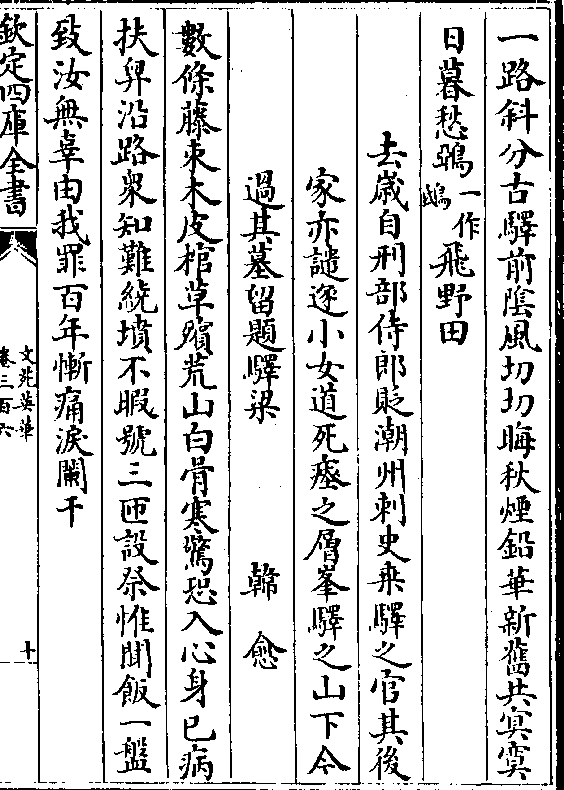 一路斜分古驛前陰風切切晦秋煙鉛華新舊共冥寞
日暮愁鴟一作鴟飛野田
去歳自刑部侍郎貶潮州刺史乗驛之官其後
家亦譴逐小女道死瘞之層峯驛之山下今
過其墓留題驛梁 韓愈
數條藤束木皮棺草殯荒山白骨寒驚恐入心身已病
扶舁沿路衆知難繞墳不暇號三匝設祭惟聞飯一盤
致汝無辜由我罪百年慚痛淚闌干
欽定四庫全書
文苑英華
卷三百六
十